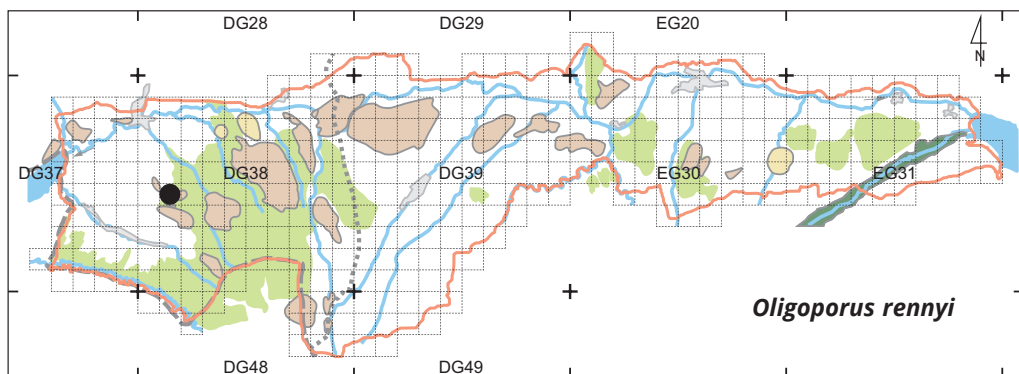 DG28 DG29 EG20
N
DG37 DG38 DG39 EG30 EG31
Oligoporus rennyi
DG48 DG49